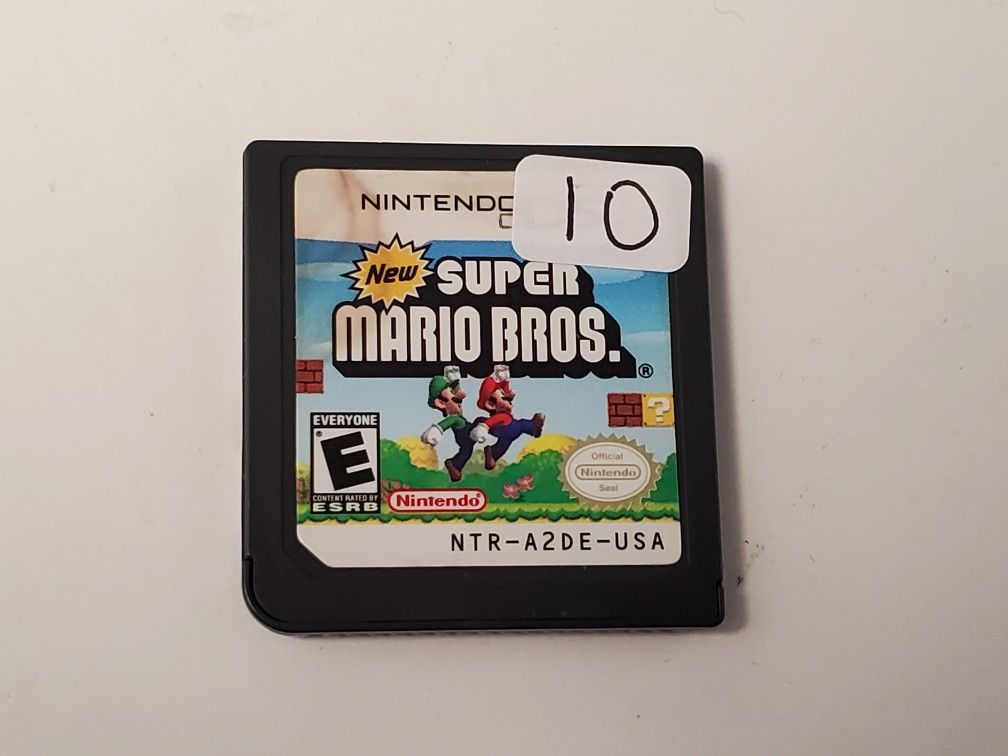 NINTENDO
10
New SUPER
MARIO BROS.®
?
EVERYONE
E
®
CONTENT RATED BY
ESRB
Nintendo®
Official
Nintendo
Seal
NTR-A2DE-USA